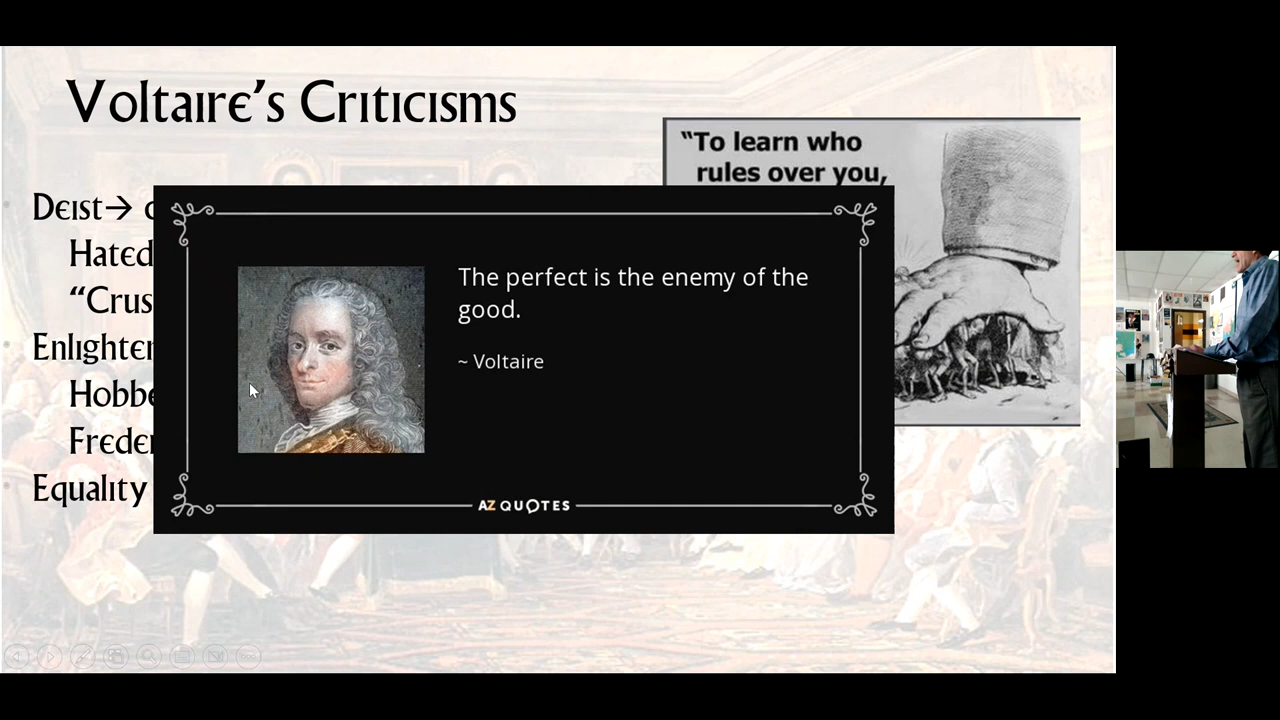 Voltaire's Criticisms
"To learn who
rules over you,
Deist→
Hated
"Crus
Enlighten
Hobbe
Freder
Equality
The perfect is the enemy of the
good.
~ Voltaire
AZ QUOTES